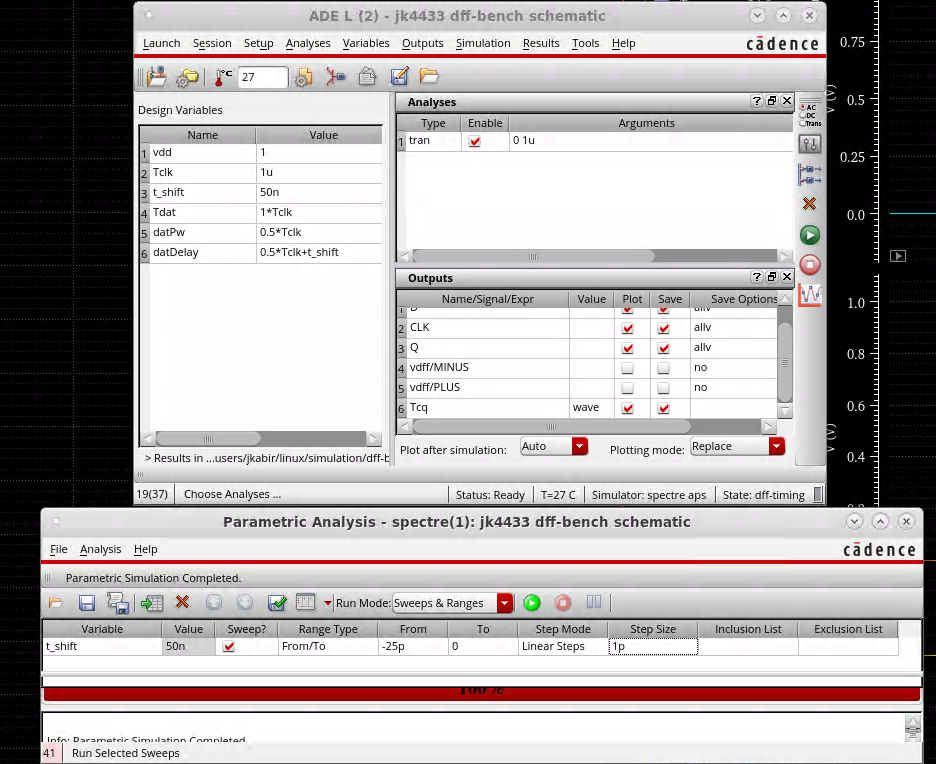 ADE L (2) - jk4433 dff-bench schematic
Launch Session Setup Analyses Variables Outputs Simulation Results Tools Help cādence
°C 27
Design Variables
Name Value
1 vdd 1
2 Tclk 1u
3 t_shift 50n
4 Tdat 1*Tclk
5 datPw 0.5*Tclk
6 datDelay 0.5*Tclk+t_shift
> Results in ...users/jkabir/linux/simulation/dff-b
Analyses
Type Enable Arguments
1 tran 0 1u
AC
DC
Trans
Outputs
Name/Signal/Expr Value Plot Save Save Options
1 D allv
2 CLK allv
3 Q allv
4 vdff/MINUS no
5 vdff/PLUS no
6 Tcq wave
Plot after simulation: Auto Plotting mode: Replace
19(37) Choose Analyses ... Status: Ready T=27 C Simulator: spectre aps State: dff-timing
0.75
0.5
0.25
0.0
V (V)
1.0
0.8
0.6
0.4
V (V)
Parametric Analysis - spectre(1): jk4433 dff-bench schematic
File Analysis Help cādence
Parametric Simulation Completed.
Run Mode: Sweeps & Ranges
Variable Value Sweep? Range Type From To Step Mode Step Size Inclusion List Exclusion List
t_shift 50n From/To -25p 0 Linear Steps 1p
100 %
Info: Parametric Simulation Completed.
41 Run Selected Sweeps